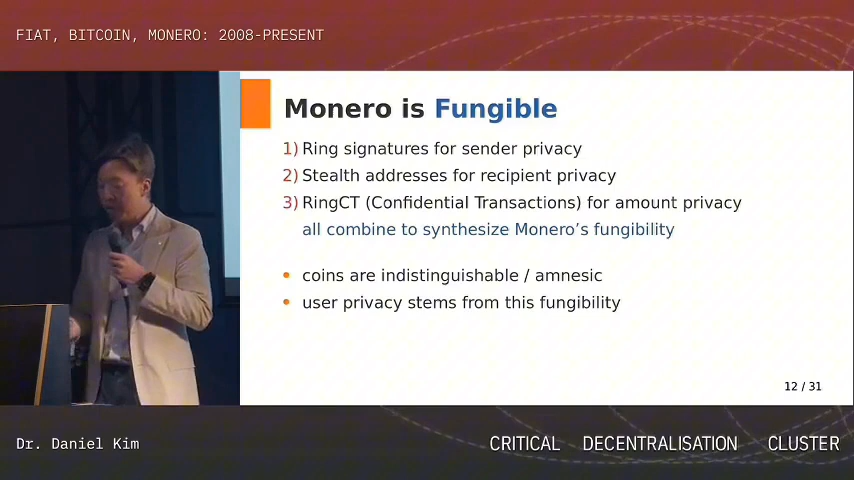 FIAT, BITCOIN, MONERO: 2008-PRESENT
Monero is Fungible
1) Ring signatures for sender privacy
2) Stealth addresses for recipient privacy
3) RingCT (Confidential Transactions) for amount privacy
all combine to synthesize Monero’s fungibility
• coins are indistinguishable / amnesic
• user privacy stems from this fungibility
12 / 31
Dr. Daniel Kim
CRITICAL DECENTRALISATION CLUSTER